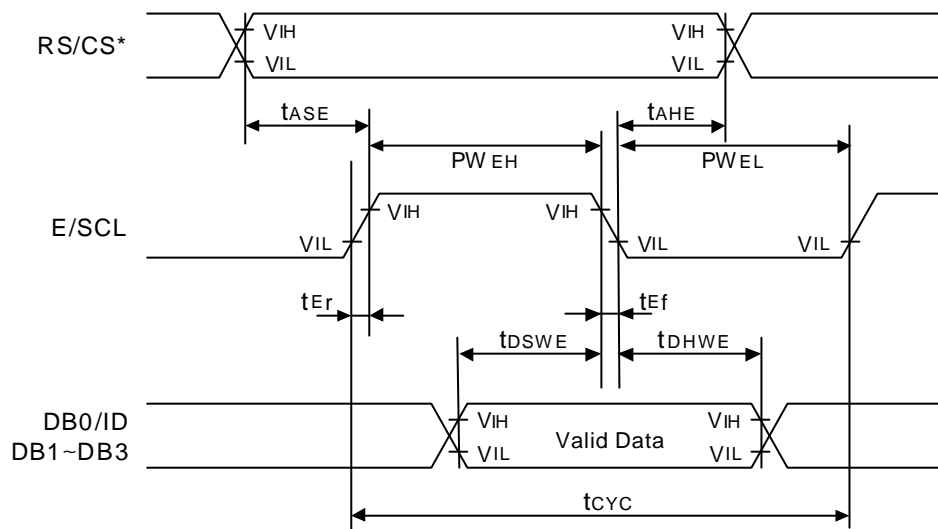 RS/CS*
VIH
VIH
VIL
VIL
tASE
tAHE
PWEH
PWEL
E/SCL
VIH
VIH
VIL
VIL
VIL
tEr
tEf
tDSWE
tDHWE
DB0/ID
DB1~DB3
VIH
VIH
Valid Data
VIL
VIL
tCYC